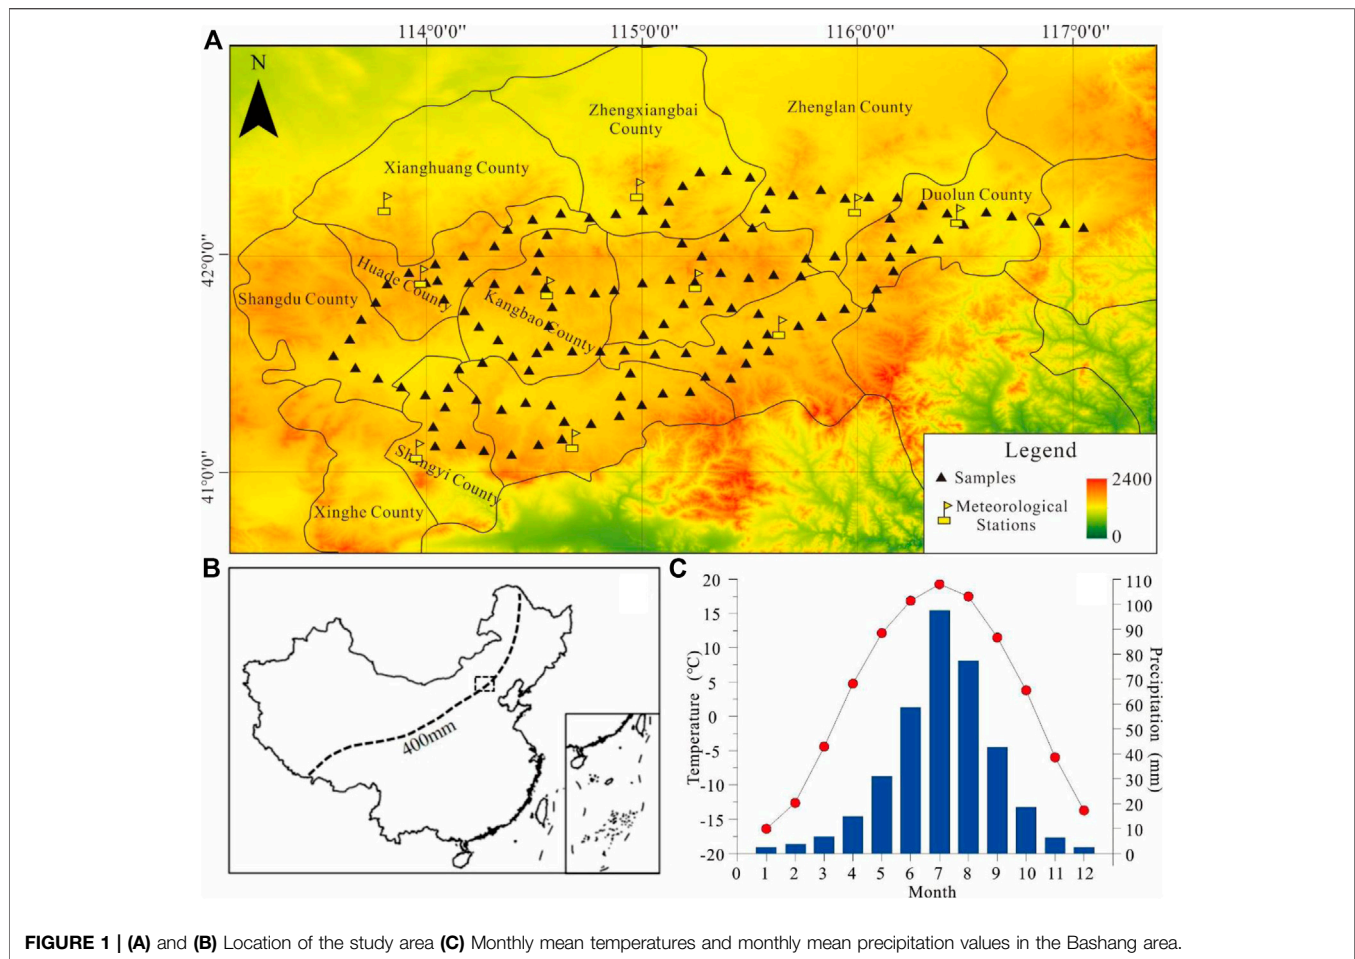 A
114°0'0"
115°0'0"
116°0'0"
117°0'0"
N
Zhengxiangbai
County
Zhenglan County
Xianghuang County
Duolun County
42°0'0"
Huade County
Shangdu County
Kangbao County
41°0'0"
Shangyi County
Xinghe County
Legend
Samples
Meteorological
Stations
2400
0
B
400mm
C
20
15
10
5
0
-5
-10
-15
-20
Temperature (℃)
110
100
90
80
70
60
50
40
30
20
10
0
Precipitation (mm)
0 1 2 3 4 5 6 7 8 9 10 11 12
Month
FIGURE 1 | (A) and (B) Location of the study area (C) Monthly mean temperatures and monthly mean precipitation values in the Bashang area.